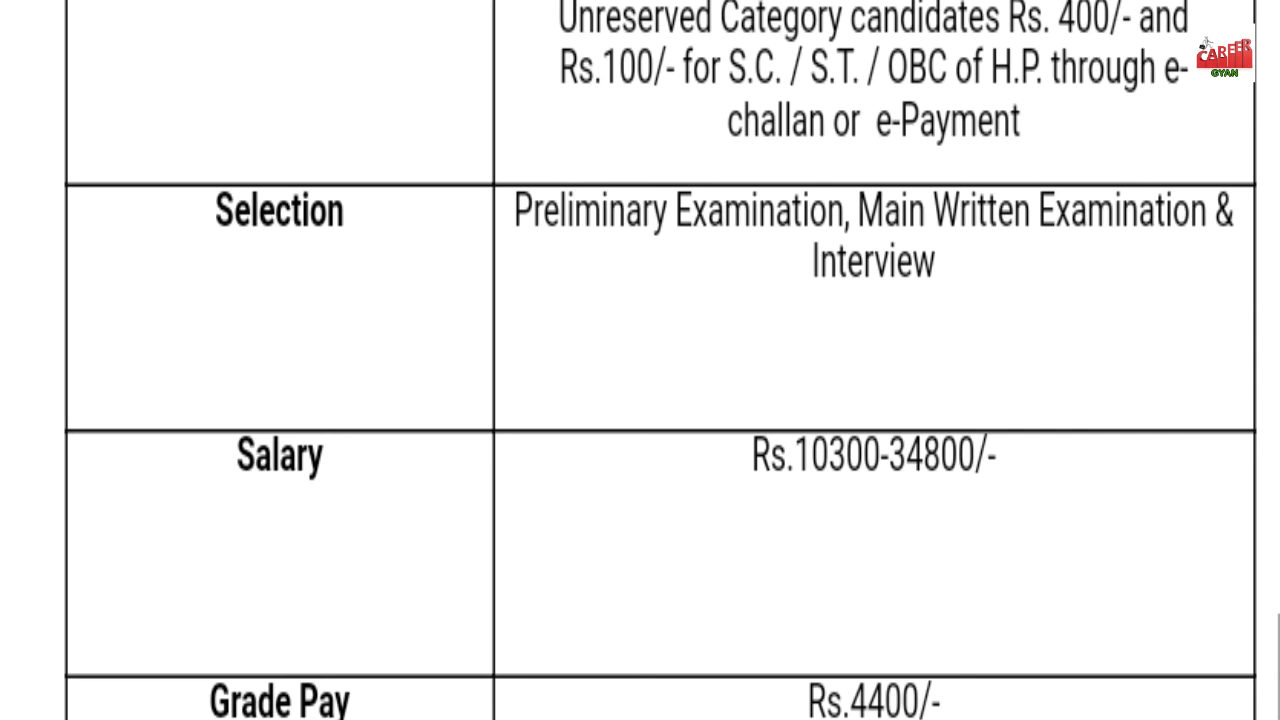 Unreserved Category candidates Rs. 400/- and
Rs.100/- for S.C. / S.T. / OBC of H.P. through e-
challan or e-Payment
CAREER
GYAN
Selection
Preliminary Examination, Main Written Examination &
Interview
Salary
Rs.10300-34800/-
Grade Pay
Rs.4400/-